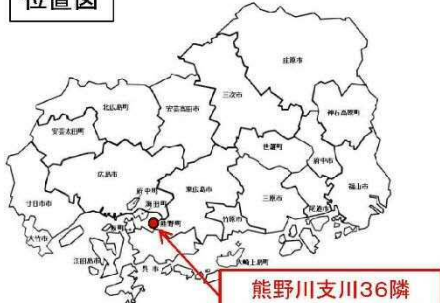 位置図
庄原市
三次市
北広島町
安芸高田市
神石高原町
安芸太田町
世羅町
府中市
広島市
府中町
東広島市
三原市
福山市
廿日市市
海田町
尾道市
坂町
熊野町
竹原市
大竹市
江田島市
呉市
大崎上島町
熊野川支川36隣